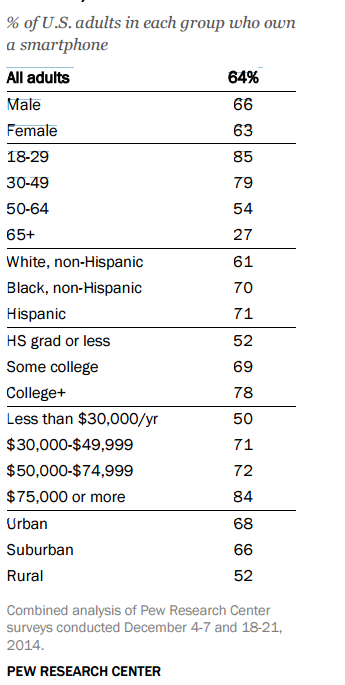 % of U.S. adults in each group who own
a smartphone
All adults 64%
Male 66
Female 63
18-29 85
30-49 79
50-64 54
65+ 27
White, non-Hispanic 61
Black, non-Hispanic 70
Hispanic 71
HS grad or less 52
Some college 69
College+ 78
Less than $30,000/yr 50
$30,000-$49,999 71
$50,000-$74,999 72
$75,000 or more 84
Urban 68
Suburban 66
Rural 52
Combined analysis of Pew Research Center
surveys conducted December 4-7 and 18-21,
2014.
PEW RESEARCH CENTER